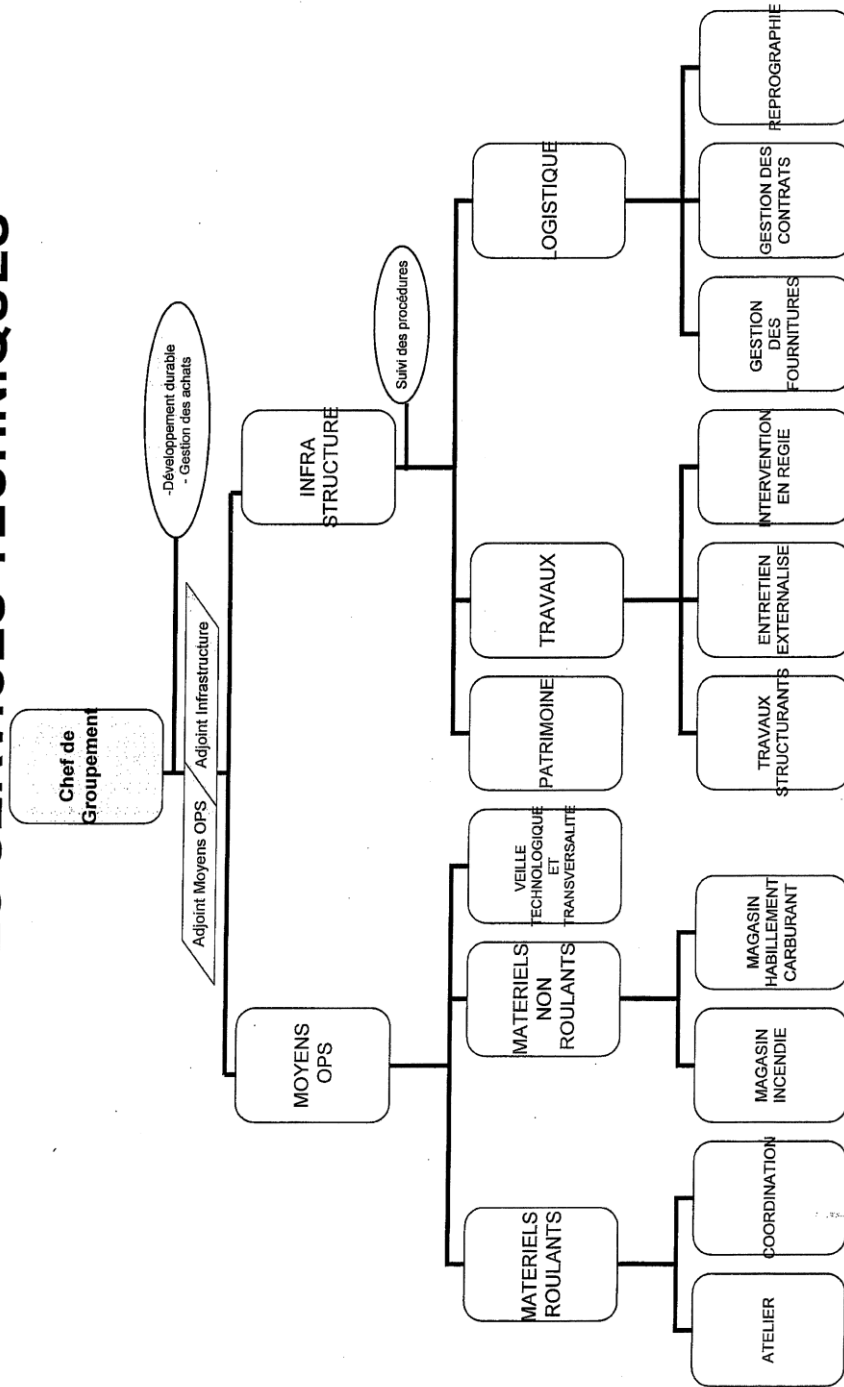 SERVICES TECHNIQUES
Chef de
Groupement
-Développement durable
- Gestion des achats
Adjoint Moyens OPS
Adjoint Infrastructure
MOYENS
OPS
INFRA
STRUCTURE
Suivi des procédures
MATERIELS
ROULANTS
MATERIELS
NON
ROULANTS
VEILLE
TECHNOLOGIQUE
ET
TRANSVERSALITE
PATRIMOINE
TRAVAUX
LOGISTIQUE
ATELIER
COORDINATION
MAGASIN
INCENDIE
MAGASIN
HABILLEMENT
CARBURANT
TRAVAUX
STRUCTURANTS
ENTRETIEN
EXTERNALISE
INTERVENTION
EN REGIE
GESTION
DES
FOURNITURES
GESTION DES
CONTRATS
REPROGRAPHIE